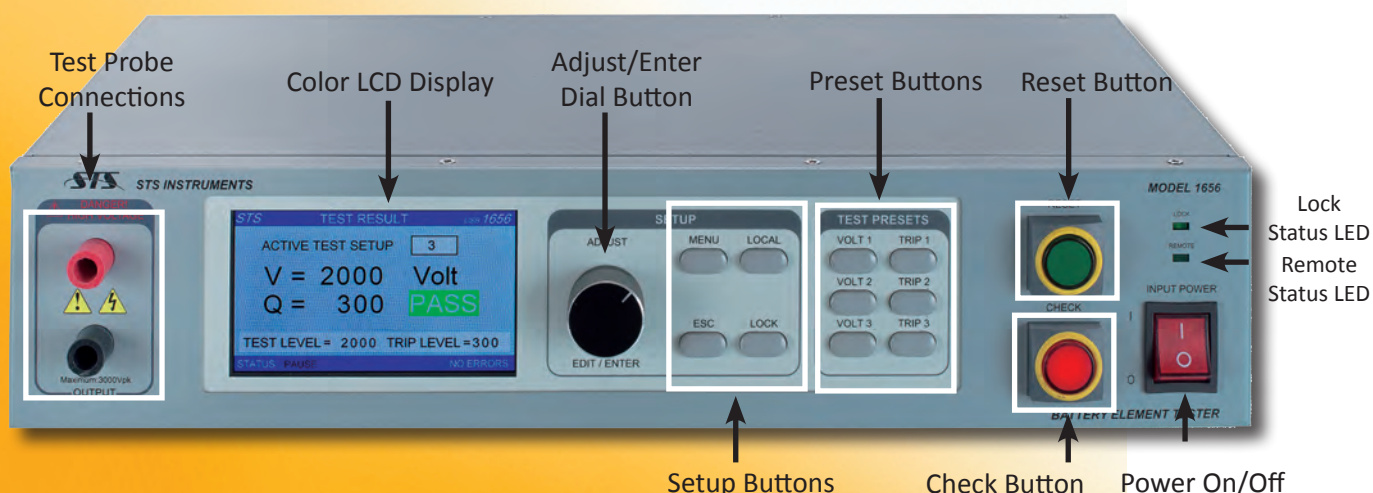 Test Probe
Connections
Color LCD Display
Adjust/Enter
Dial Button
Preset Buttons
Reset Button
STS STS INSTRUMENTS
MODEL 1656
DANGER
STS TEST RESULT 1656
ACTIVE TEST SETUP 3
V = 2000 Volt
Q = 300 PASS
TEST LEVEL = 2000 TRIP LEVEL =300
STATUS: PAUSE NO ERRORS
Maximum:3000Vpk
OUTPUT
SETUP
ADJUST
MENU LOCAL
ESC LOCK
EDIT / ENTER
TEST PRESETS
VOLT 1 TRIP 1
VOLT 2 TRIP 2
VOLT 3 TRIP 3
RESET
CHECK
LOCK
REMOTE
INPUT POWER
I
I
O
O
BATTERY ELEMENT TESTER
Lock
Status LED
Remote
Status LED
Setup Buttons
Check Button
Power On/Off